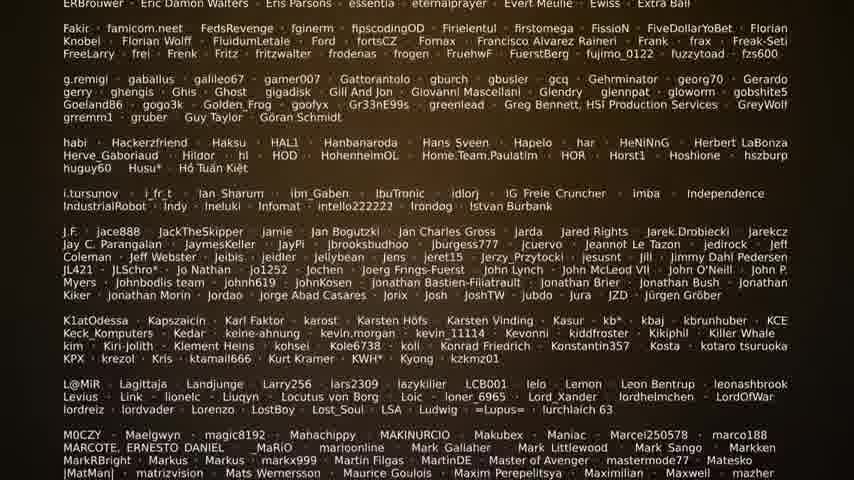 ERBrouwer · Eric Damon Walters · Eris Parsons · essentia · eternalprayer · Evert Meulie · Ewiss · Extra Ball
Fakir · famicom.neet · FedsRevenge · fginerm · fipscodingOD · Firielentul · firstomega · FissioN · FiveDollarYoBet · Florian
Knobel · Florian Wolff · FluidumLetale · Ford · fortsCZ · Fornax · Francisco Alvarez Raineri · Frank · frax · Freak-Seti
FreeLarry · frei · Frenk · Fritz · fritzwalter · frodenas · frogen · FruehwF · FuerstBerg · fujimo_0122 · fuzzytoad · fzs600
g.remigi · gaballus · galileo67 · gamer007 · Gattorantolo · gburch · gbusler · gcq · Gehrminator · georg70 · Gerardo
gerry · ghengis · Ghis · Ghost · gigadisk · Gill And Jon · Giovanni Mascellani · Glendry · glennpat · gloworm · gobshite5
Goeland86 · gogo3k · Golden_Frog · goofyx · Gr33nE99s · greenlead · Greg Bennett, HSI Production Services · GreyWolf
grremm1 · gruber · Guy Taylor · Göran Schmidt
habi · Hackerzfriend · Haksu · HAL1 · Hanbanaroda · Hans Sveen · Hapelo · har · HeNiNnG · Herbert LaBonza
Herve_Gaboriaud · Hildor · hl · HOD · HohenheimOL · Home.Team.Paulatim · HOR · Horst1 · Hoshione · hszburp
huguy60 · Husu* · Hồ Tuấn Kiệt
i.tursunov · i_fr_t · Ian Sharum · ibn_Gaben · IbuTronic · idlorj · IG Freie Cruncher · imba · Independence
IndustrialRobot · Indy · Ineluki · Infomat · intello222222 · Irondog · Istvan Burbank
J.F. · Jace888 · JackTheSkipper · Jamie · Jan Bogutzki · Jan Charles Gross · Jarda · Jared Rights · Jarek.Drobiecki · Jarekcz
Jay C. Parangalan · JaymesKeller · JayPi · Jbrooksbudhoo · Jburgess777 · jcuervo · Jeannot Le Tazon · jedirock · Jeff
Coleman · Jeff Webster · Jeibis · jeidler · Jellybean · Jens · jeret15 · Jerzy_Przytocki · jesusnt · Jill · Jimmy Dahl Pedersen
JL421 · JLSchro* · Jo Nathan · jo1252 · Jochen · Joerg Frings-Fuerst · John Lynch · John McLeod VII · John O'Neill · John P.
Myers · Johnbodlis team · johnh619 · JohnKosen · Jonathan Bastien-Filiatrault · Jonathan Brier · Jonathan Bush · Jonathan
Kiker · Jonathan Morin · Jordao · Jorge Abad Casares · Jorix · Josh · JoshTW · jubdo · Jura · JZD · Jürgen Gröber
K1atOdessa · Kapszaicin · Karl Faktor · karost · Karsten Höfs · Karsten Vinding · Kasur · kb* · kbaj · kbrunhuber · KCE
Keck_Komputers · Kedar · keine-ahnung · kevin.morgan · kevin_11114 · Kevonni · kiddfroster · Kikiphil · Killer Whale
kim · Kiri-Jolith · Klement Heins · kohsei · Kole6738 · koli · Konrad Friedrich · Konstantin357 · Kosta · kotaro tsuruoka
KPX · krezol · Kris · ktamail666 · Kurt Kramer · KWH* · Kyong · kzkmz01
L@MiR · Lagittaja · Landjunge · Larry256 · lars2309 · lazykiller · LCB001 · lelo · Lemon · Leon Bentrup · leonashbrook
Levius · Link · lionelc · Liuqyn · Locutus von Borg · Loic · loner_6965 · Lord_Xander · lordhelmchen · LordOfWar
lordreiz · lordvader · Lorenzo · LostBoy · Lost_Soul · LSA · Ludwig · =Lupus= · lurchlaich 63
M0CZY · Maelgwyn · magic8192 · Mahachippy · MAKINURCIO · Makubex · Maniac · Marcel250578 · marco188
MARCOTE, ERNESTO DANIEL · _MaRiO · marioonline · Mark Gallaher · Mark Littlewood · Mark Sango · Markken
MarkRBright · Markus · Markus · markx999 · Martin Filgas · MartinDE · Master of Avenger · mastermode77 · Matesko
|MatMan| · matrizvision · Mats Wernersson · Maurice Goulois · Maxim Perepelitsya · Maximilian · Maxwell · mazher